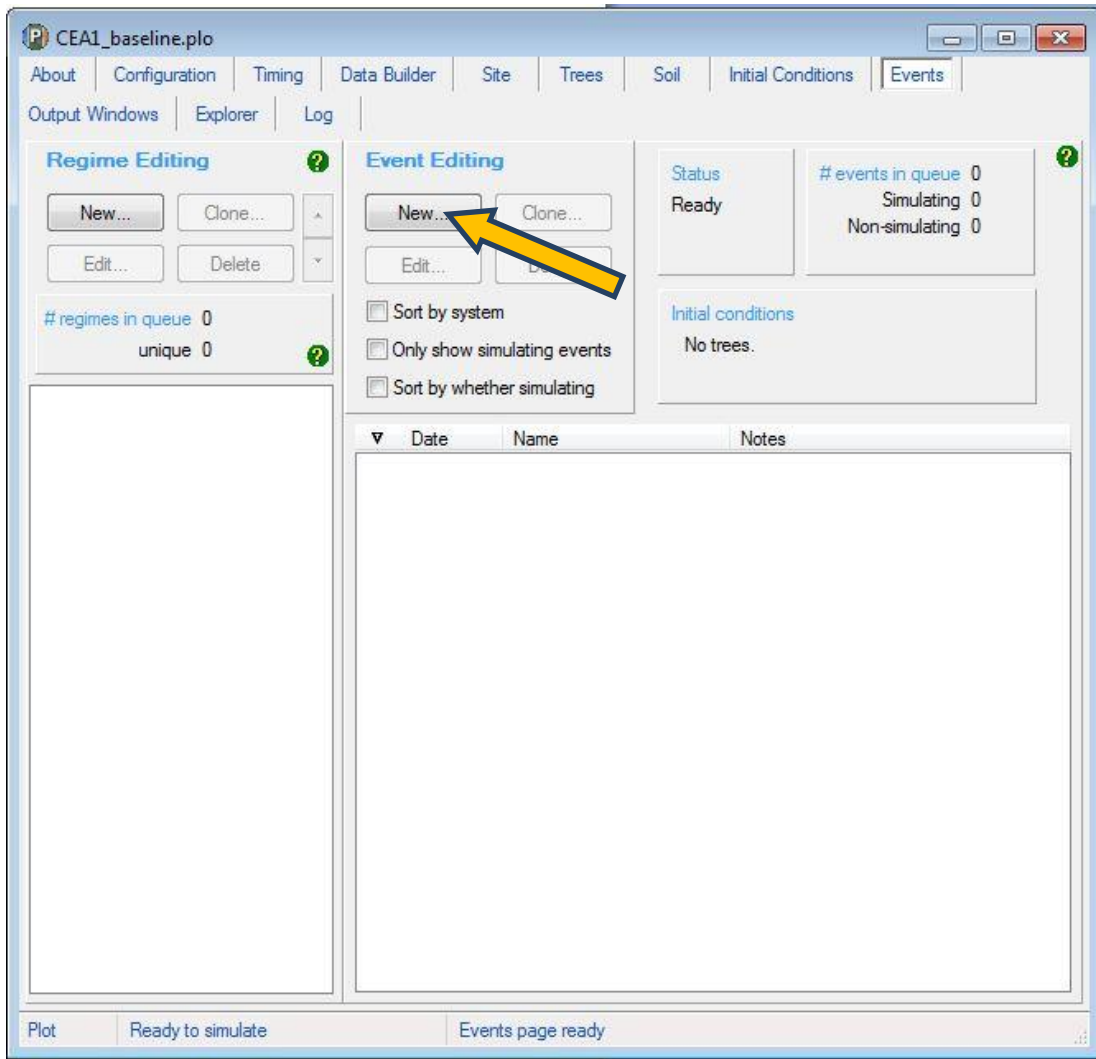 CEA1_baseline.plo
About Configuration Timing Data Builder Site Trees Soil Initial Conditions Events
Output Windows Explorer Log
Regime Editing
New... Clone...
Edit... Delete
# regimes in queue 0
unique 0
Event Editing
New... Clone...
Edit...
Sort by system
Only show simulating events
Sort by whether simulating
Status
Ready
# events in queue 0
Simulating 0
Non-simulating 0
Initial conditions
No trees.
Date Name Notes
Plot Ready to simulate Events page ready